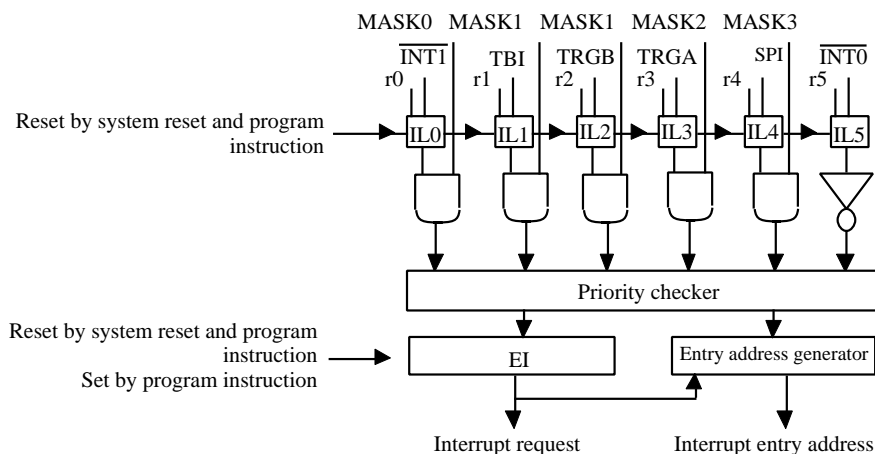 MASK0 MASK1 MASK1 MASK2 MASK3
INT1 TBI TRGB TRGA SPI INT0
r0 r1 r2 r3 r4 r5
Reset by system reset and program
instruction
IL0 IL1 IL2 IL3 IL4 IL5
Priority checker
Reset by system reset and program
instruction
Set by program instruction
EI
Entry address generator
Interrupt request
Interrupt entry address